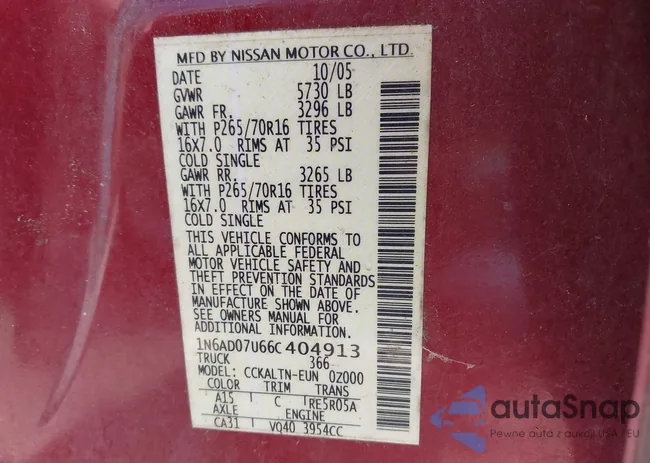 MFD BY NISSAN MOTOR CO., LTD.
DATE 10/05
GVWR 5730 LB
GAWR FR. 3296 LB
WITH P265/70R16 TIRES
16X7.0 RIMS AT 35 PSI
COLD SINGLE
GAWR RR. 3265 LB
WITH P265/70R16 TIRES
16X7.0 RIMS AT 35 PSI
COLD SINGLE
THIS VEHICLE CONFORMS TO
ALL APPLICABLE FEDERAL
MOTOR VEHICLE SAFETY AND
THEFT PREVENTION STANDARDS
IN EFFECT ON THE DATE OF
MANUFACTURE SHOWN ABOVE.
SEE OWNERS MANUAL FOR
ADDITIONAL INFORMATION
1N6AD07U66C404913
TRUCK 366
MODEL: CCKALTN-EUN 0Z000
COLOR TRIM TRANS
A15 C RE5R05A
AXLE ENGINE
CA31 VQ40 3954CC
autaSnap
Pewne auta z aukcji USA i EU